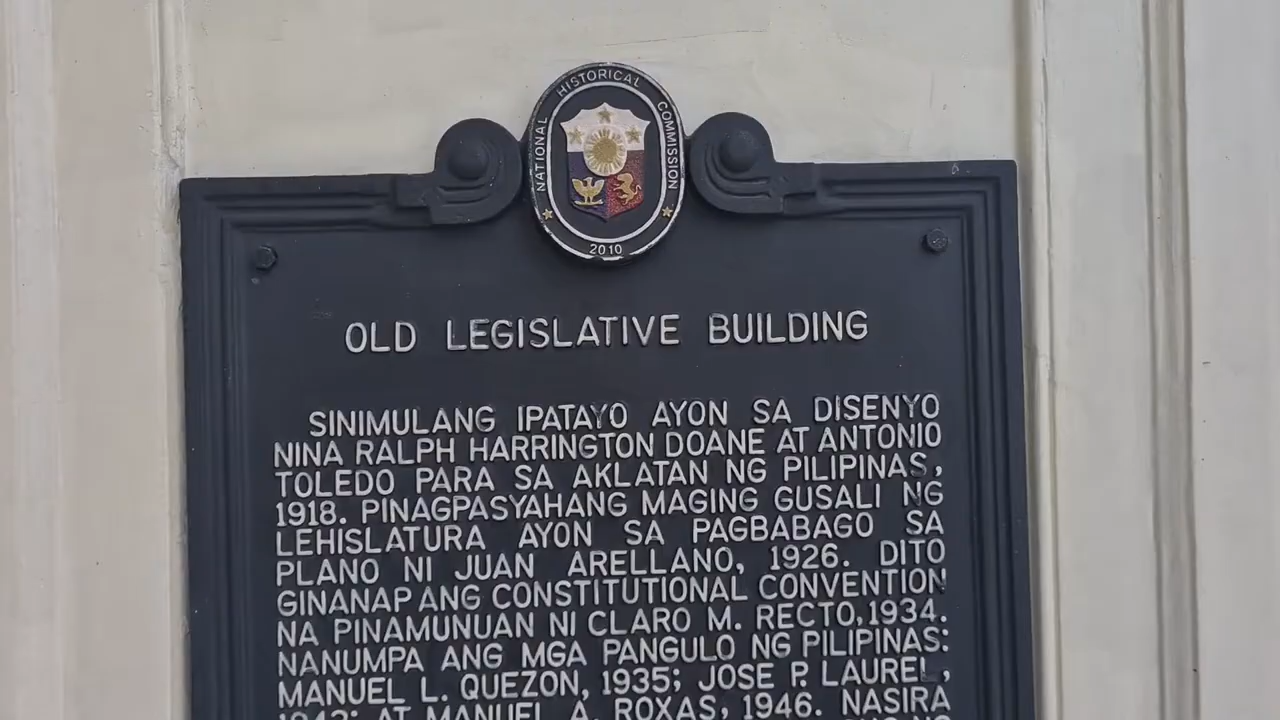 NATIONAL HISTORICAL COMMISSION
2010
OLD LEGISLATIVE BUILDING
SINIMULANG IPATAYO AYON SA DISENYO
NINA RALPH HARRINGTON DOANE AT ANTONIO
TOLEDO PARA SA AKLATAN NG PILIPINAS,
1918. PINAGPASYAHANG MAGING GUSALI NG
LEHISLATURA AYON SA PAGBABAGO SA
PLANO NI JUAN ARELLANO, 1926. DITO
GINANAP ANG CONSTITUTIONAL CONVENTION
NA PINAMUNUAN NI CLARO M. RECTO, 1934.
NANUMPA ANG MGA PANGULO NG PILIPINAS:
MANUEL L. QUEZON, 1935; JOSE P. LAUREL,
1943; AT MANUEL A. ROXAS, 1946. NASIRA